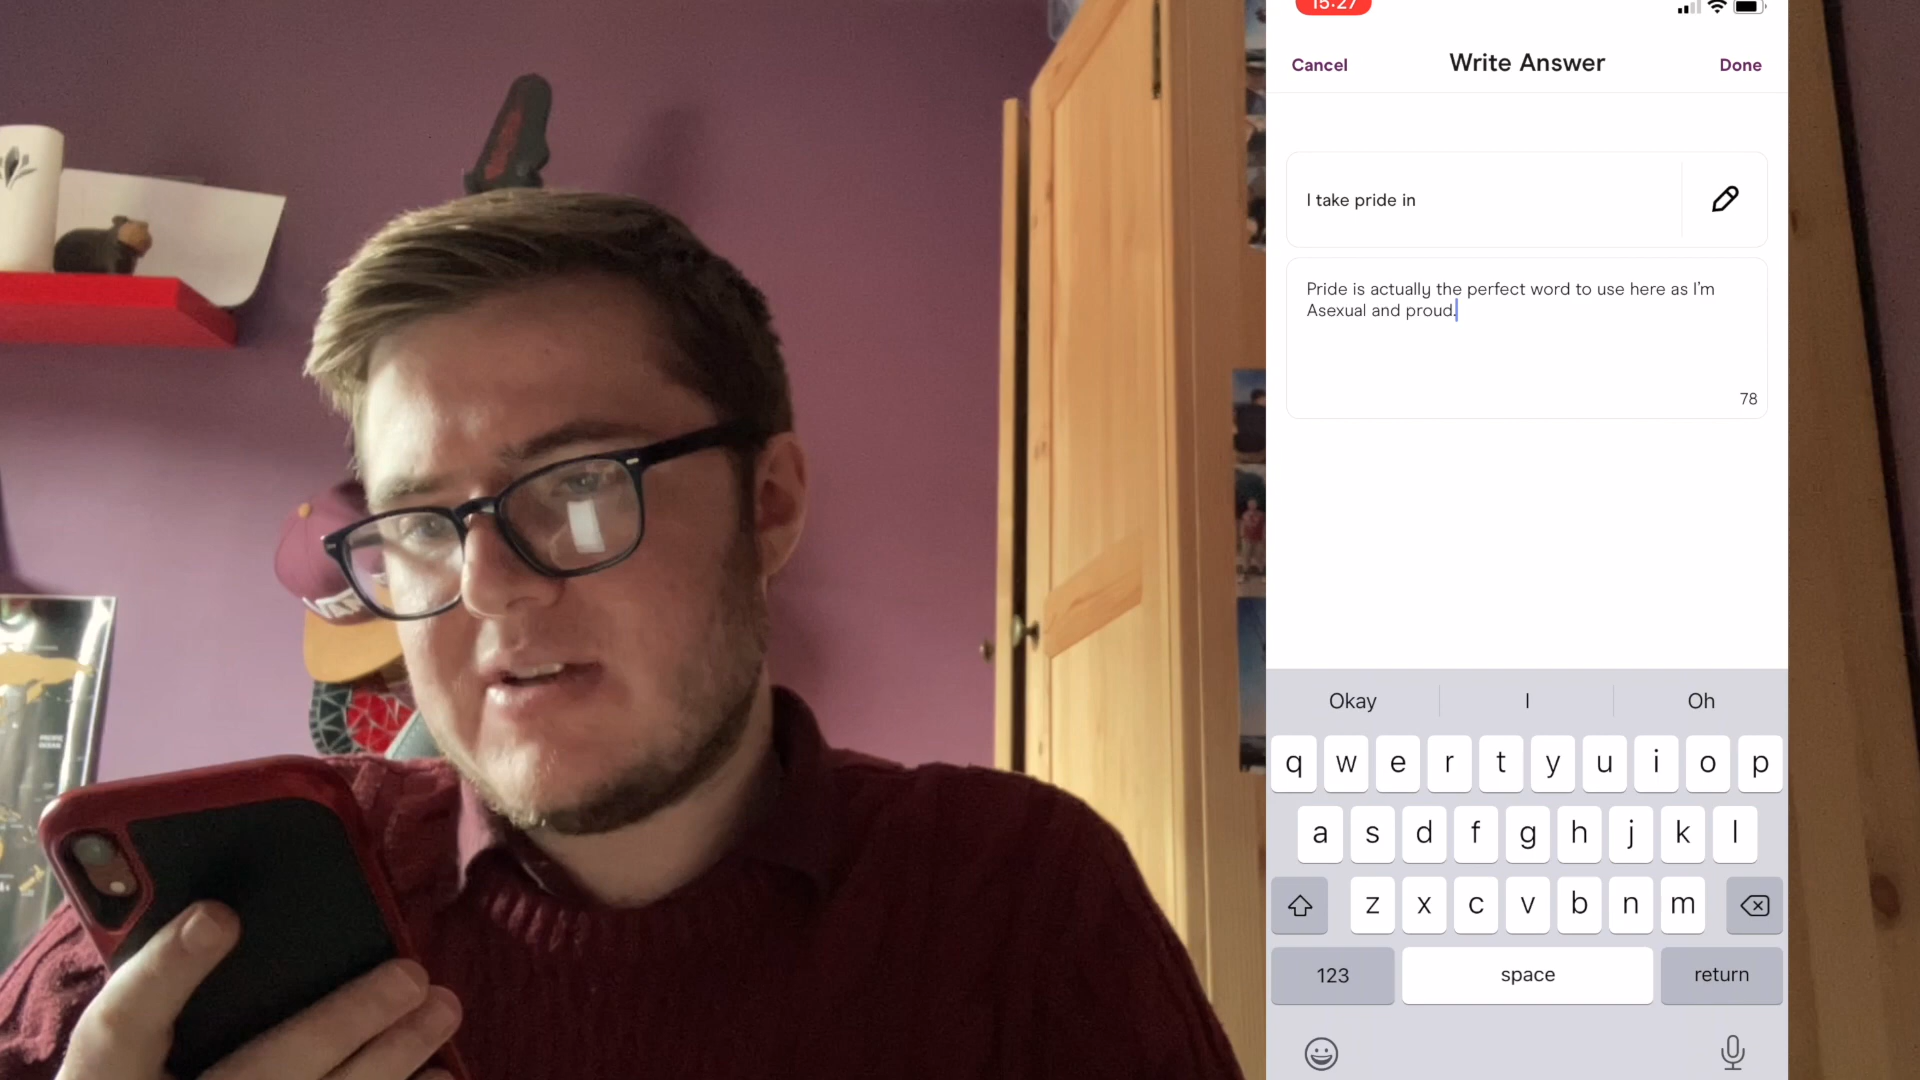 15:27
Cancel
Write Answer
Done
I take pride in
Pride is actually the perfect word to use here as I'm
Asexual and proud.
78
Okay
I
Oh
q w e r t y u i o p
a s d f g h j k l
z x c v b n m
123
space
return